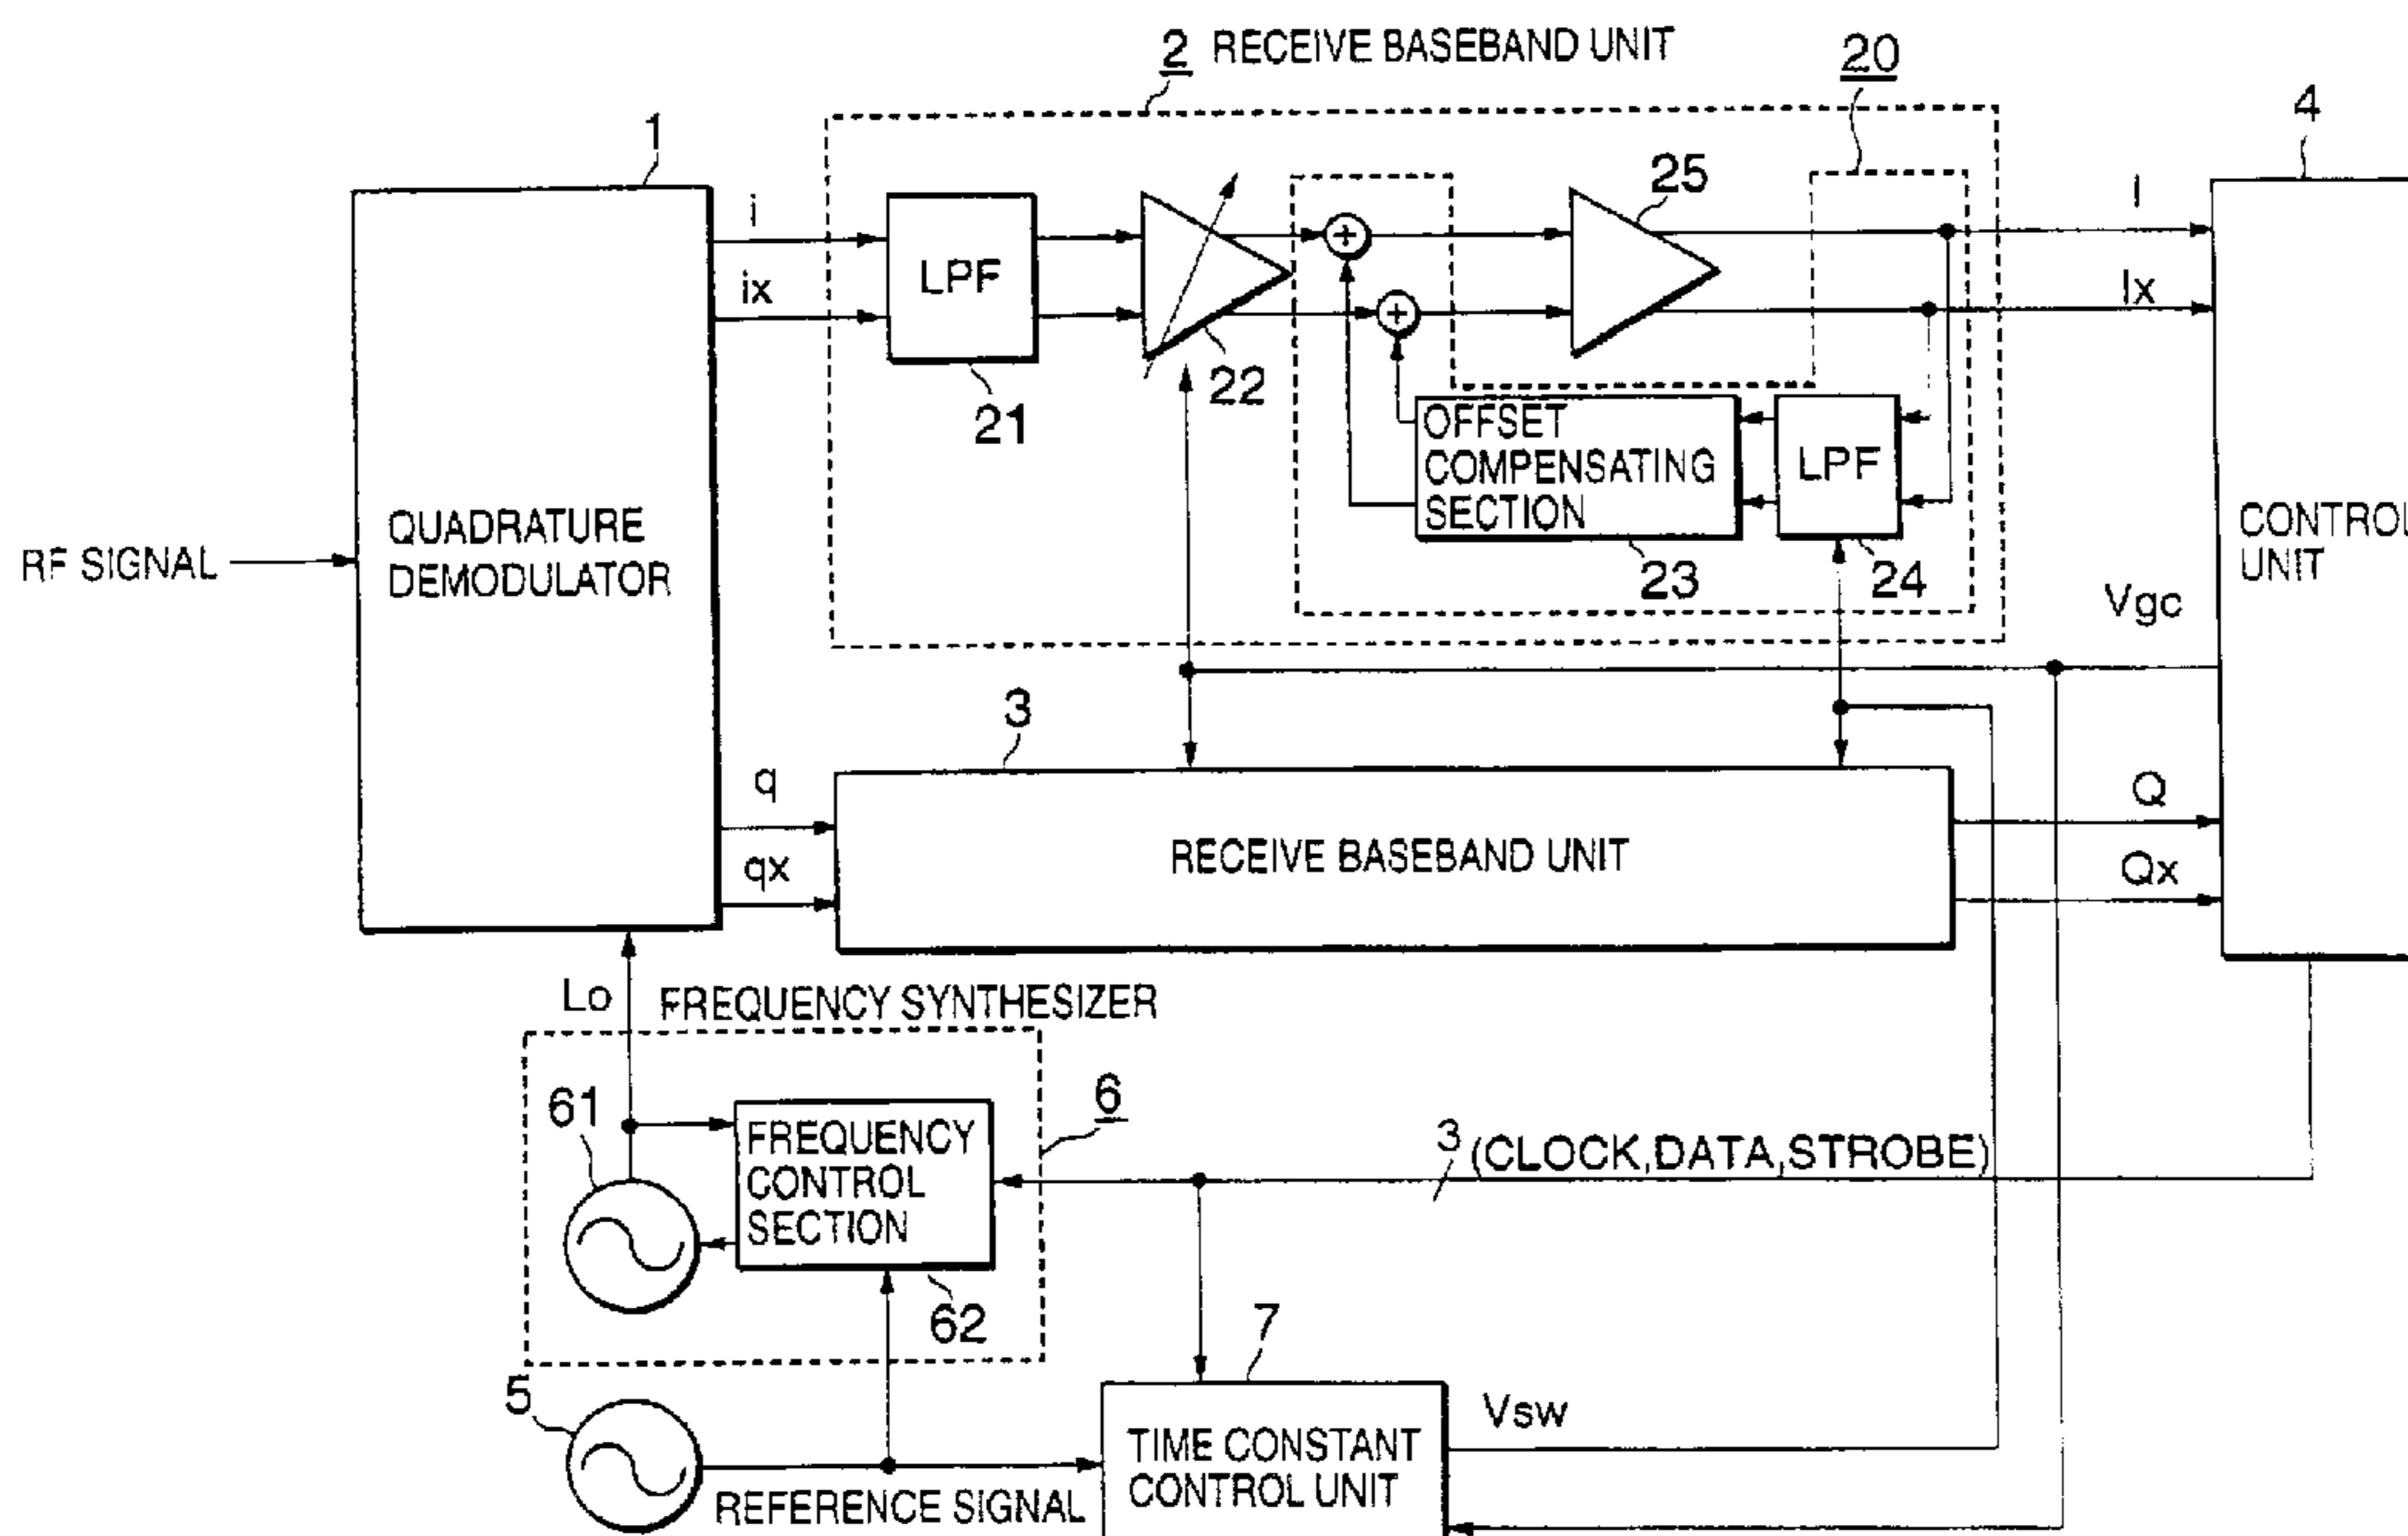 2 RECEIVE BASEBAND UNIT
20
4
1
25
i
I
LPF
ix
Ix
22
21
OFFSET
COMPENSATING
SECTION
LPF
QUADRATURE
DEMODULATOR
CONTROL
UNIT
RF SIGNAL
23
24
Vgc
3
q
Q
RECEIVE BASEBAND UNIT
qx
Qx
Lo
FREQUENCY SYNTHESIZER
61
6
FREQUENCY
CONTROL
SECTION
3 (CLOCK,DATA,STROBE)
62
7
5
Vsw
TIME CONSTANT
CONTROL UNIT
REFERENCE SIGNAL